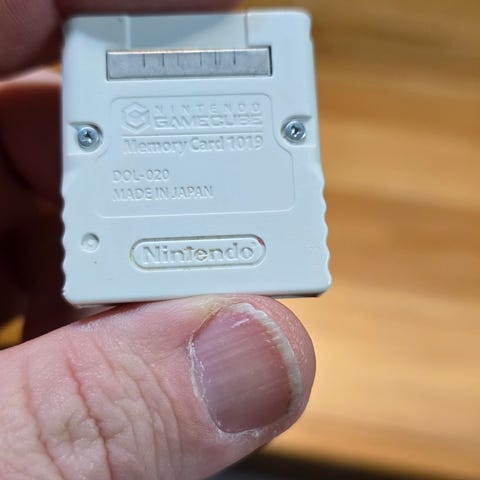 NINTENDO
GAMECUBE
Memory Card 1019
DOL-020
MADE IN JAPAN
Nintendo